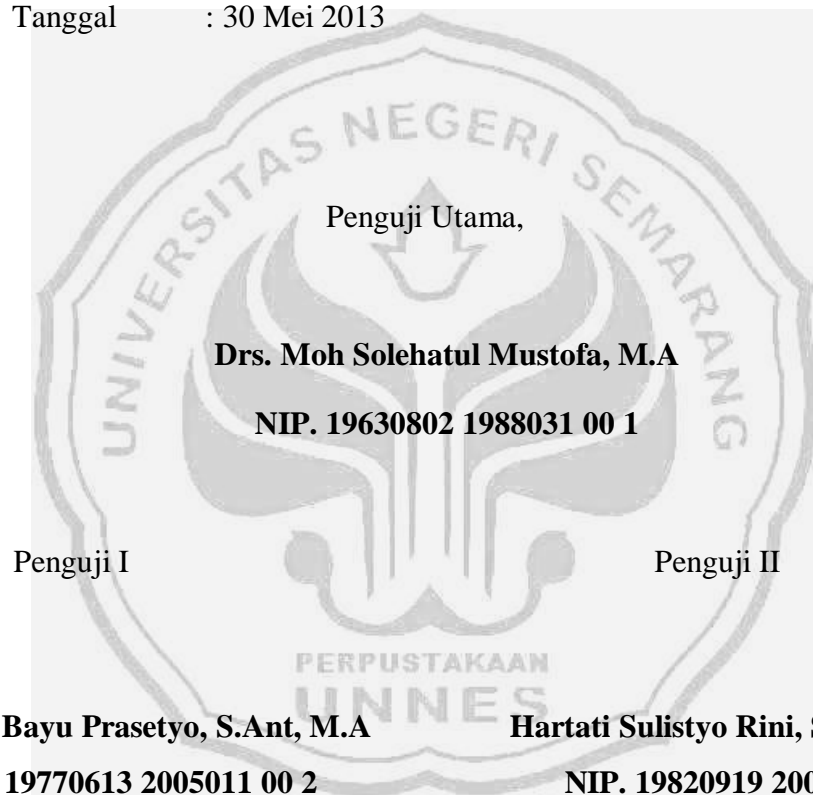 Tanggal : 30 Mei 2013
UNIVERSITAS NEGERI SEMARANG
Penguji Utama,
Drs. Moh Solehatul Mustofa, M.A
NIP. 19630802 1988031 00 1
Penguji I Penguji II
PERPUSTAKAAN
UNNES
Bayu Prasetyo, S.Ant, M.A Hartati Sulistyo Rini,
19770613 2005011 00 2 NIP. 19820919